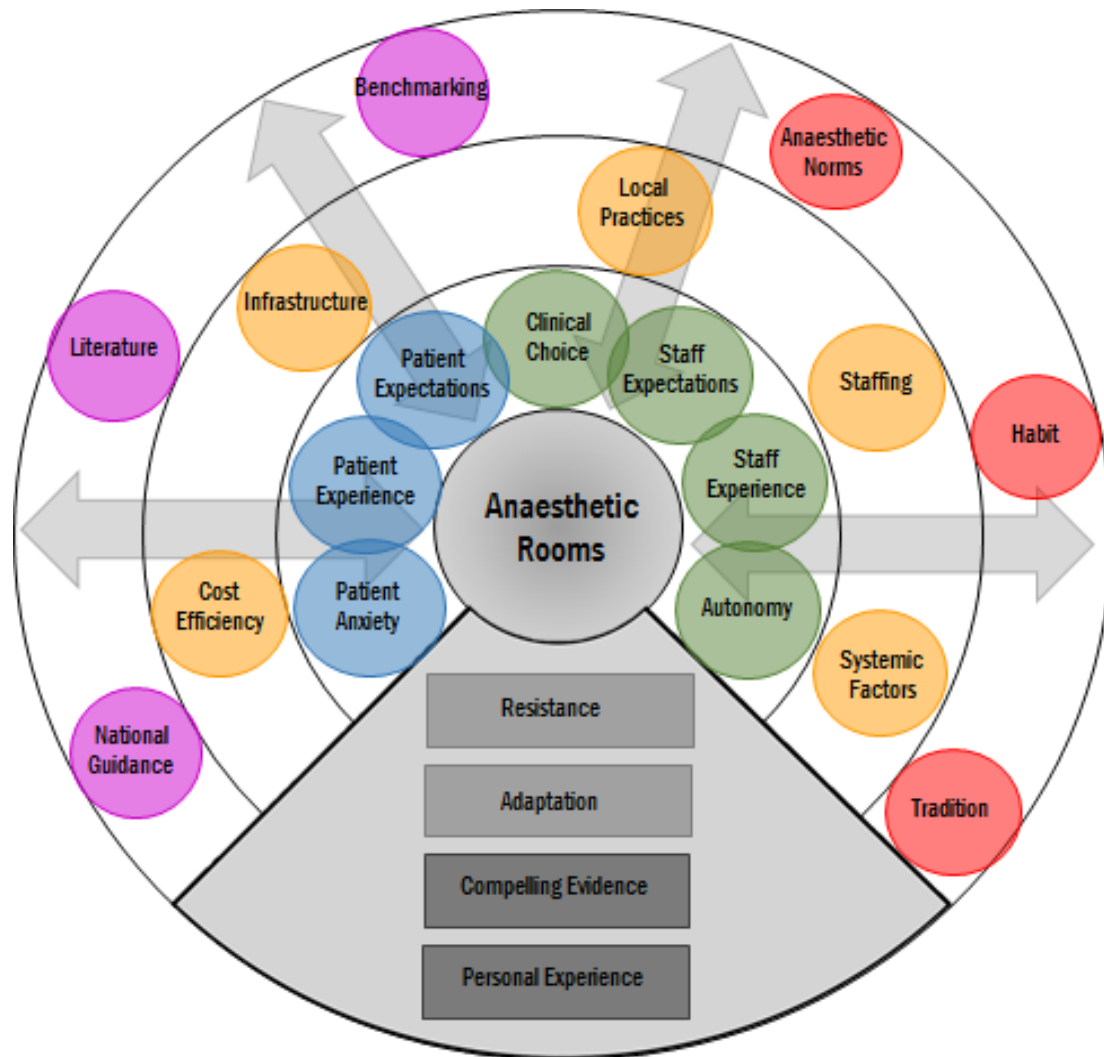 Benchmarking
Anaesthetic
Norms
Local
Practices
Infrastructure
Clinical
Choice
Literature
Patient
Expectations
Staff
Expectations
Staffing
Habit
Patient
Experience
Staff
Experience
Anaesthetic
Rooms
Cost
Efficiency
Patient
Anxiety
Autonomy
Systemic
Factors
National
Guidance
Resistance
Adaptation
Tradition
Compelling Evidence
Personal Experience